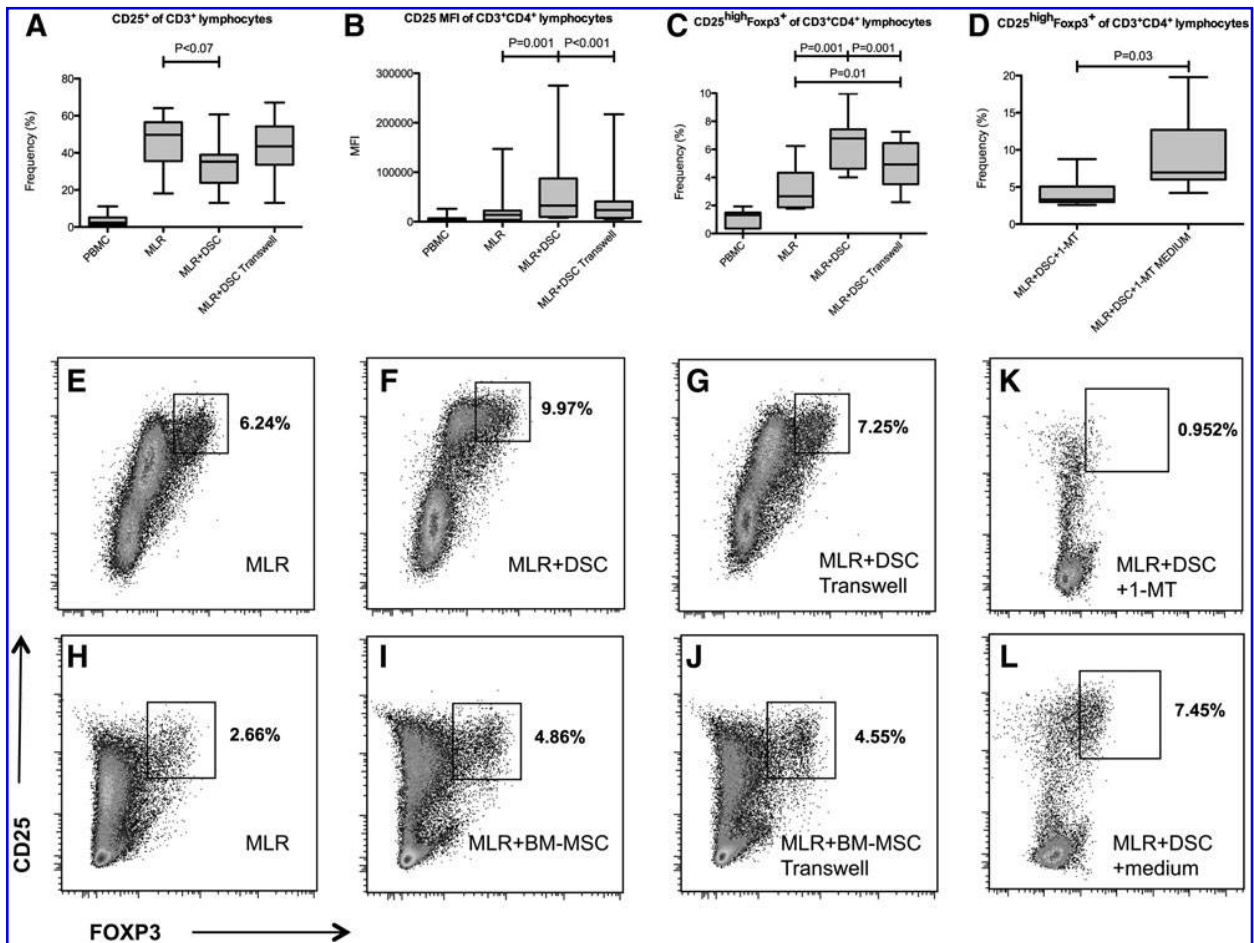 A
CD25+ of CD3+ lymphocytes
P<0.07
80
60
40
20
0
Frequency (%)
PBMC
MLR
MLR+DSC
MLR+DSC Transwell
B
CD25 MFI of CD3+CD4+ lymphocytes
P=0.001 P<0.001
300000
200000
100000
0
MFI
PBMC
MLR
MLR+DSC
MLR+DSC Transwell
C
CD25highFoxp3+ of CD3+CD4+ lymphocytes
P=0.001 P=0.001
P=0.01
10
8
6
4
2
0
Frequency (%)
PBMC
MLR
MLR+DSC
MLR+DSC Transwell
D
CD25highFoxp3+ of CD3+CD4+ lymphocytes
P=0.03
20
15
10
5
0
Frequency (%)
MLR+DSC+1-MT
MLR+DSC+1-MT MEDIUM
E
6.24%
MLR
F
9.97%
MLR+DSC
G
7.25%
MLR+DSC
Transwell
K
0.952%
MLR+DSC
+1-MT
H
2.66%
MLR
I
4.86%
MLR+BM-MSC
J
4.55%
MLR+BM-MSC
Transwell
L
7.45%
MLR+DSC
+medium
CD25
FOXP3